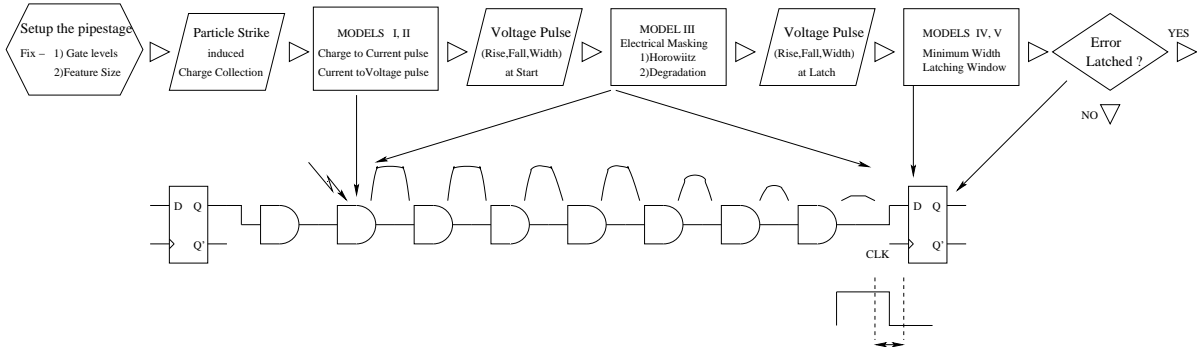 Setup the pipestage
Fix – 1) Gate levels
2)Feature Size
Particle Strike
induced
Charge Collection
MODELS I, II
Charge to Current pulse
Current toVoltage pulse
Voltage Pulse
(Rise,Fall,Width)
at Start
MODEL III
Electrical Masking
1)Horowiitz
2)Degradation
Voltage Pulse
(Rise,Fall,Width)
at Latch
MODELS IV, V
Minimum Width
Latching Window
Error
Latched ?
YES
NO
D Q
Q'
D Q
Q'
CLK